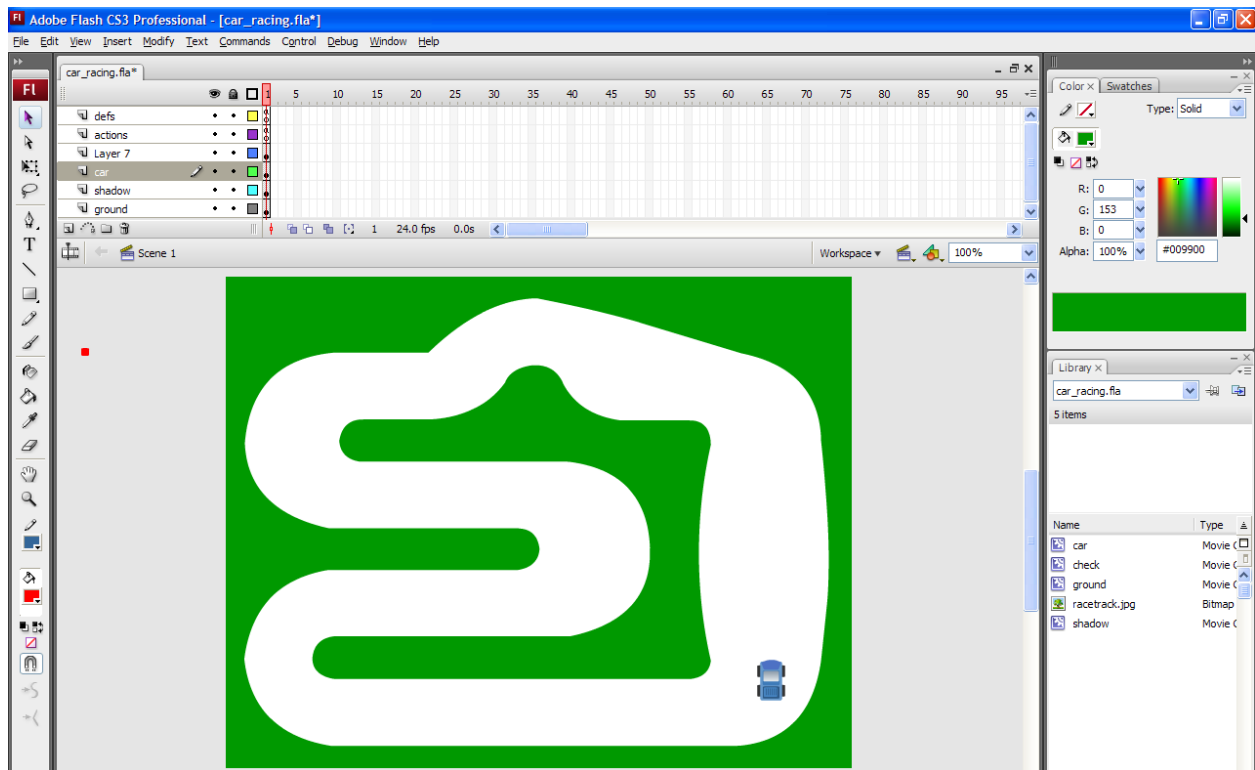 Fl Adobe Flash CS3 Professional - [car_racing.fla*]
File Edit View Insert Modify Text Commands Control Debug Window Help
car_racing.fla*
1 5 10 15 20 25 30 35 40 45 50 55 60 65 70 75 80 85 90 95
defs
actions
Layer 7
car
shadow
ground
1 24.0 fps 0.0s
Scene 1 Workspace 100%
Fl
T
Color × Swatches
Type: Solid
R: 0
G: 153
B: 0
Alpha: 100% #009900
Library ×
car_racing.fla
5 items
Name Type
car Movie C
check Movie C
ground Movie C
racetrack.jpg Bitmap
shadow Movie C